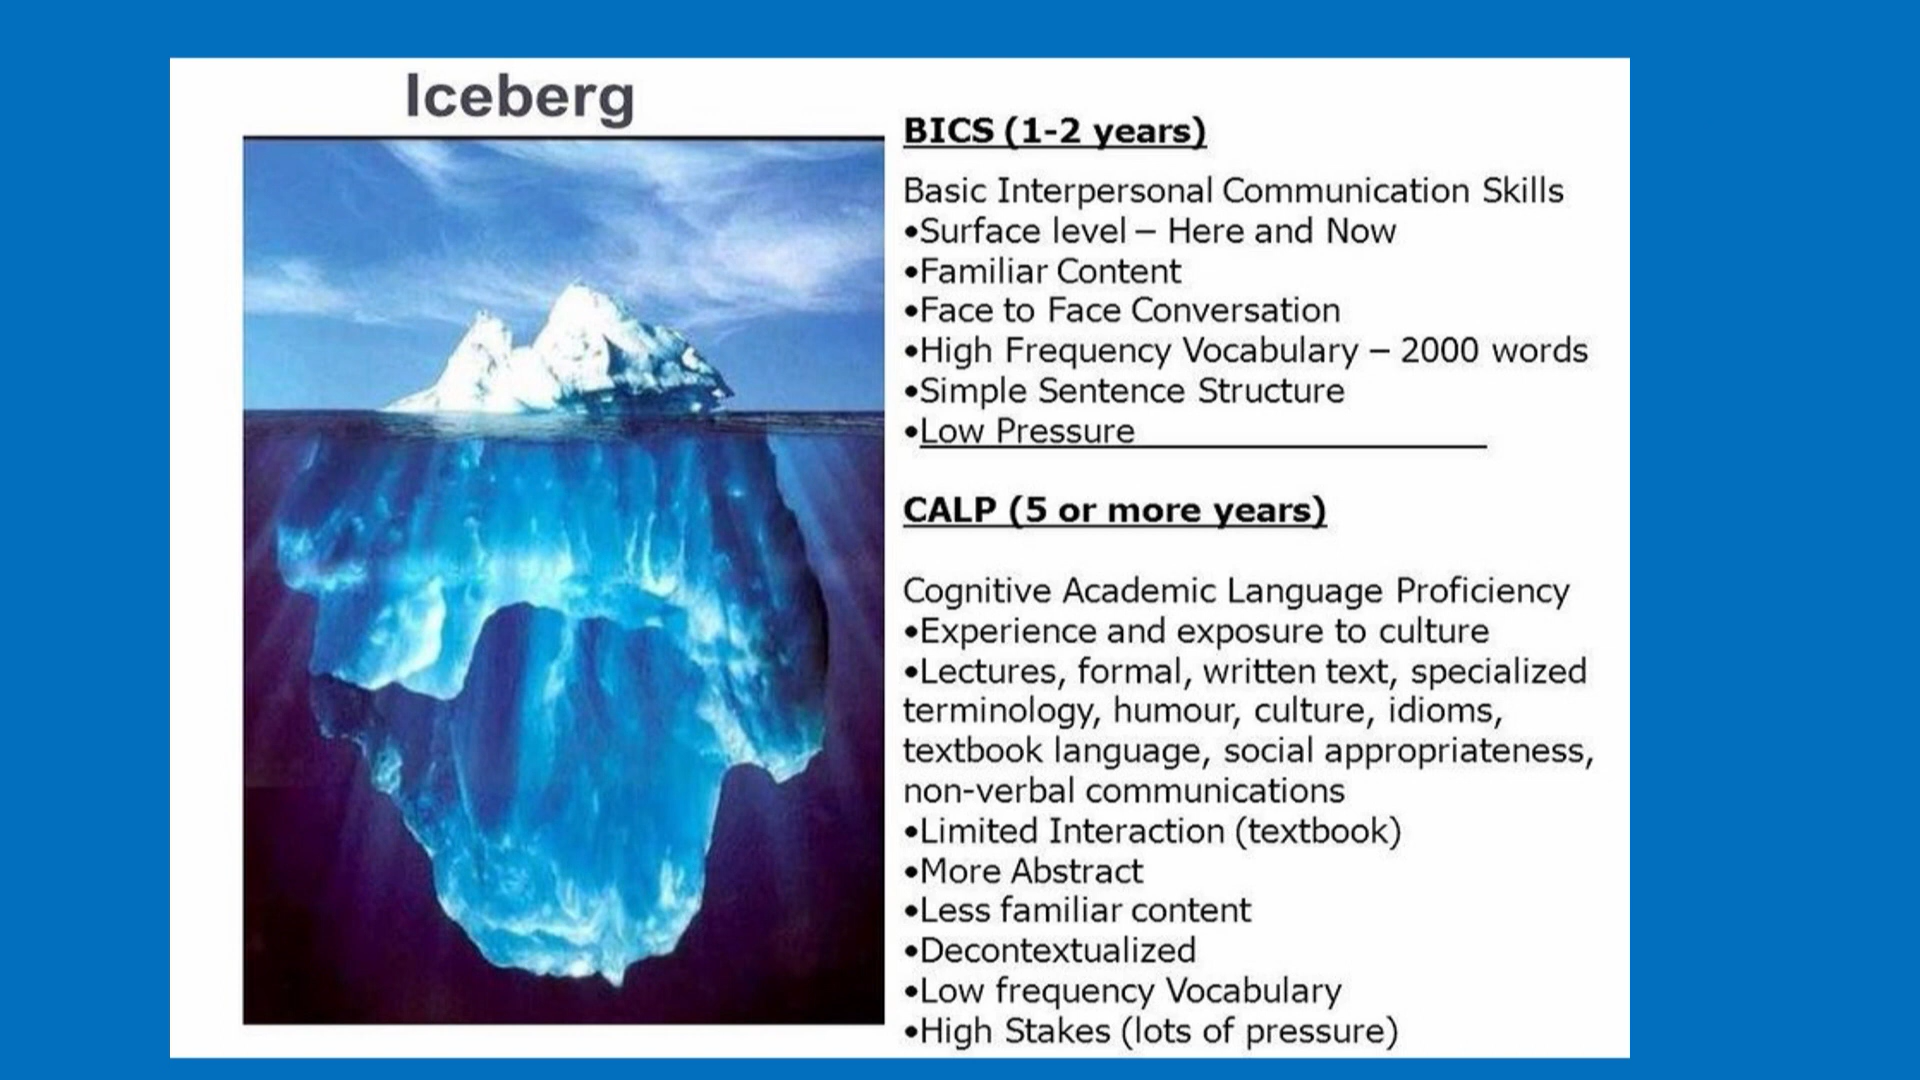 Iceberg
BICS (1-2 years)
Basic Interpersonal Communication Skills
•Surface level – Here and Now
•Familiar Content
•Face to Face Conversation
•High Frequency Vocabulary – 2000 words
•Simple Sentence Structure
•Low Pressure
CALP (5 or more years)
Cognitive Academic Language Proficiency
•Experience and exposure to culture
•Lectures, formal, written text, specialized
terminology, humour, culture, idioms,
textbook language, social appropriateness,
non-verbal communications
•Limited Interaction (textbook)
•More Abstract
•Less familiar content
•Decontextualized
•Low frequency Vocabulary
•High Stakes (lots of pressure)